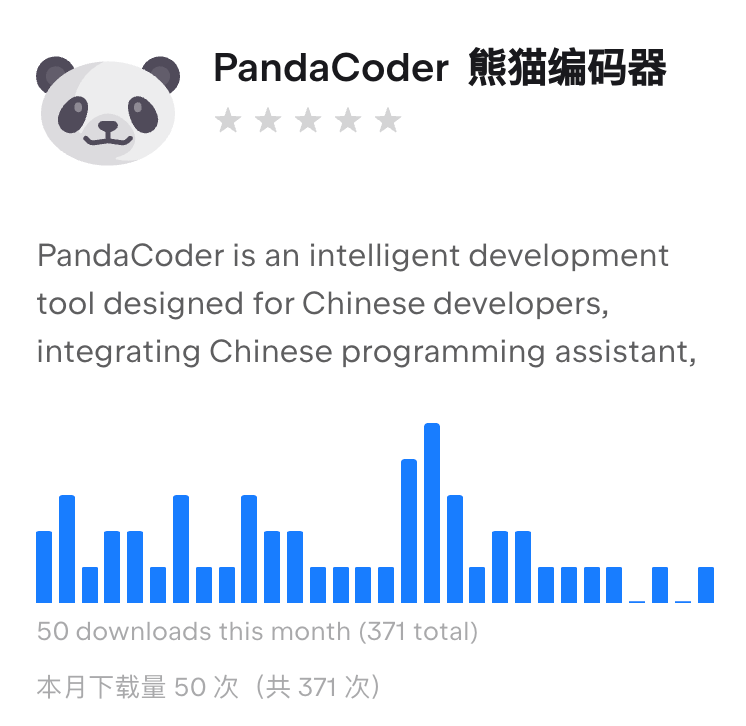 PandaCoder 熊猫编码器
PandaCoder is an intelligent development
tool designed for Chinese developers,
integrating Chinese programming assistant,
50 downloads this month (371 total)
本月下载量 50 次（共 371 次）